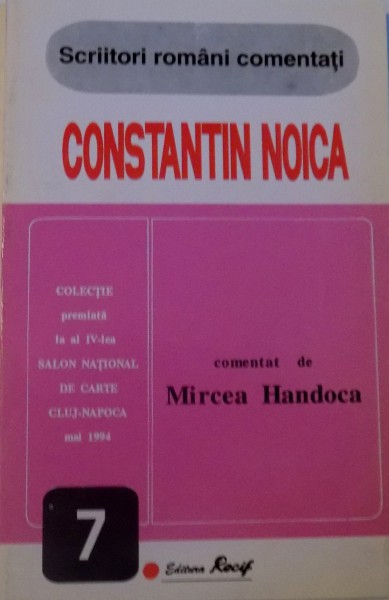 Scriitori români comentați
CONSTANTIN NOICA
COLECȚIE
premiată
la al IV-lea
SALON NAȚIONAL
DE CARTE
CLUJ-NAPOCA
mai 1994
comentat de
Mircea Handoca
7
Editura Recif